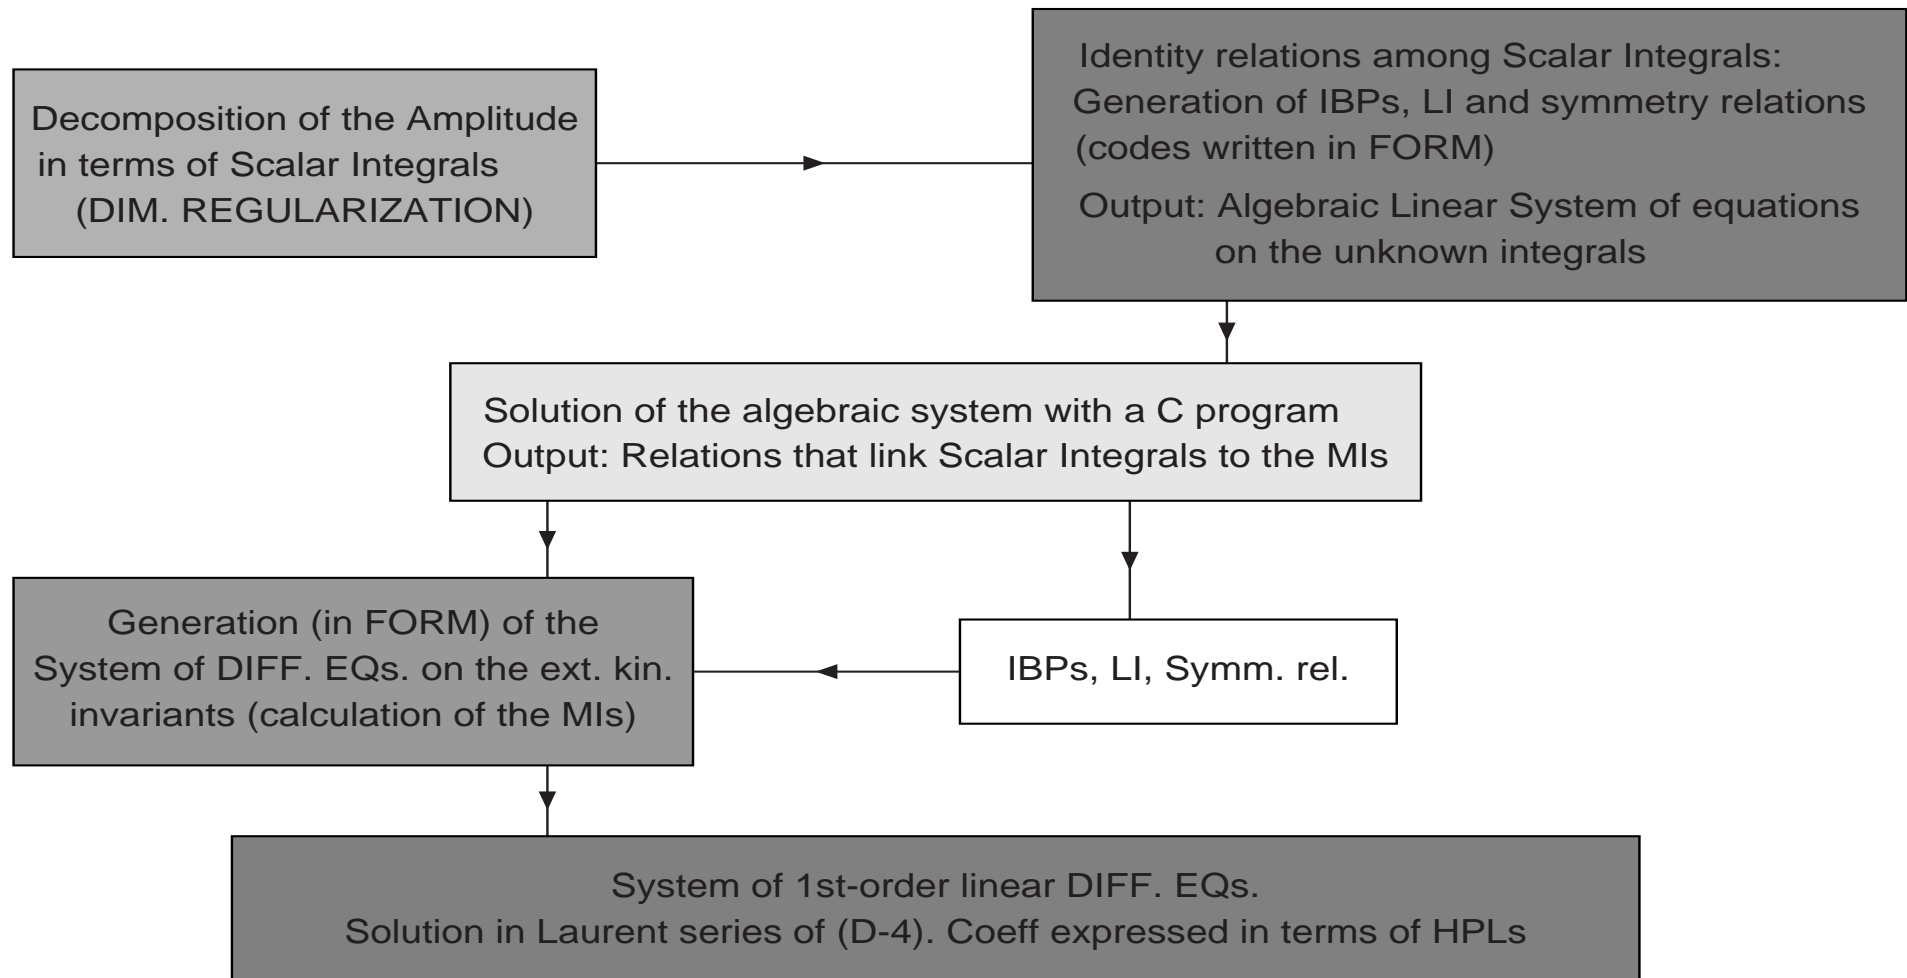 Decomposition of the Amplitude
in terms of Scalar Integrals
(DIM. REGULARIZATION)
Identity relations among Scalar Integrals:
Generation of IBPs, LI and symmetry relations
(codes written in FORM)
Output: Algebraic Linear System of equations
on the unknown integrals
Solution of the algebraic system with a C program
Output: Relations that link Scalar Integrals to the MIs
Generation (in FORM) of the
System of DIFF. EQs. on the ext. kin.
invariants (calculation of the MIs)
IBPs, LI, Symm. rel.
System of 1st-order linear DIFF. EQs.
Solution in Laurent series of (D-4). Coeff expressed in terms of HPLs